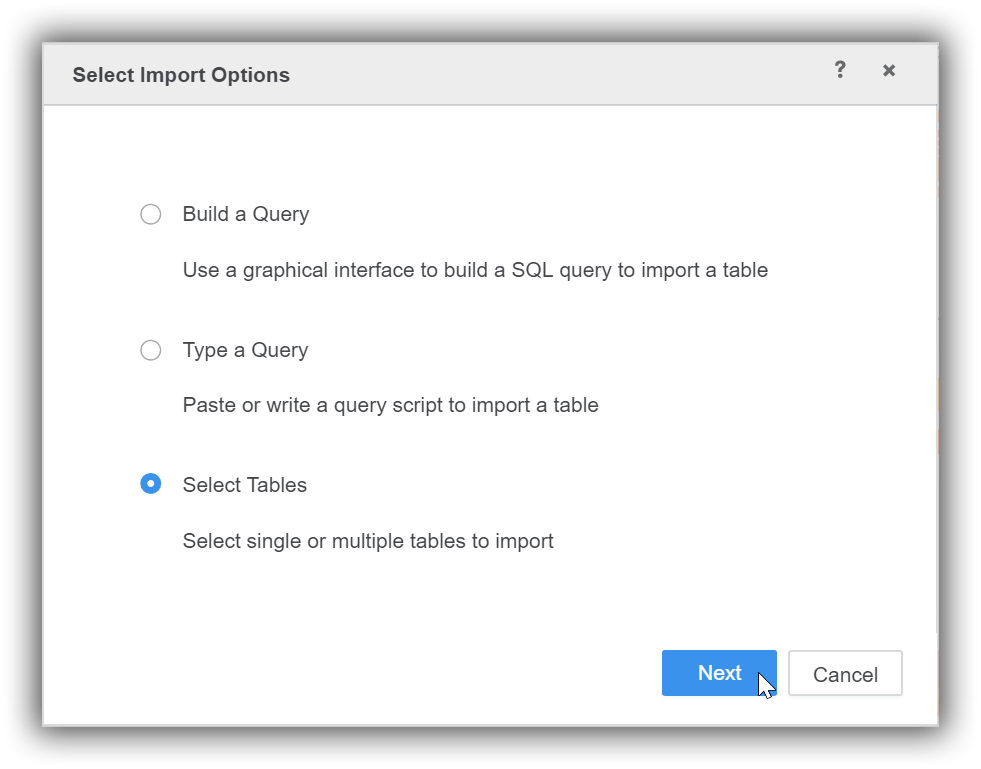 Select Import Options
? ×
Build a Query
Use a graphical interface to build a SQL query to import a table
Type a Query
Paste or write a query script to import a table
Select Tables
Select single or multiple tables to import
Next Cancel